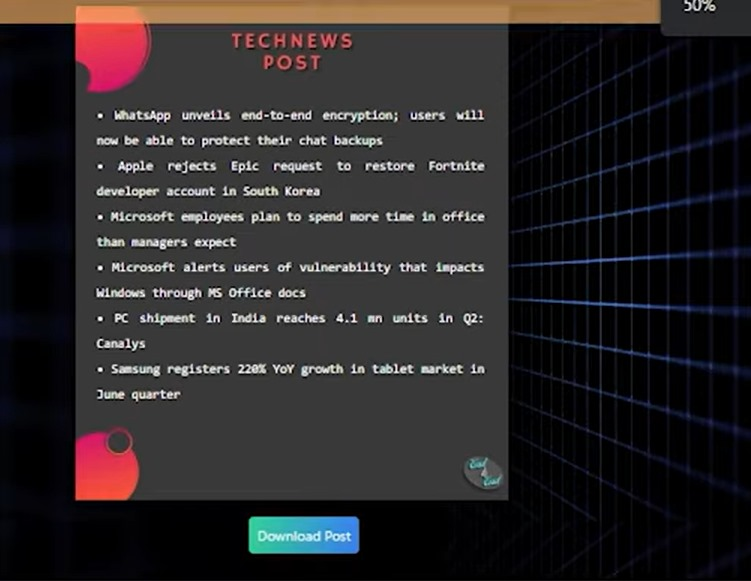 50%
TECHNEWS
POST
• WhatsApp unveils end-to-end encryption; users will
now be able to protect their chat backups
• Apple rejects Epic request to restore Fortnite
developer account in South Korea
• Microsoft employees plan to spend more time in office
than managers expect
• Microsoft alerts users of vulnerability that impacts
Windows through MS Office docs
• PC shipment in India reaches 4.1 mn units in Q2:
Canalys
• Samsung registers 220% YoY growth in tablet market in
June quarter
Download Post